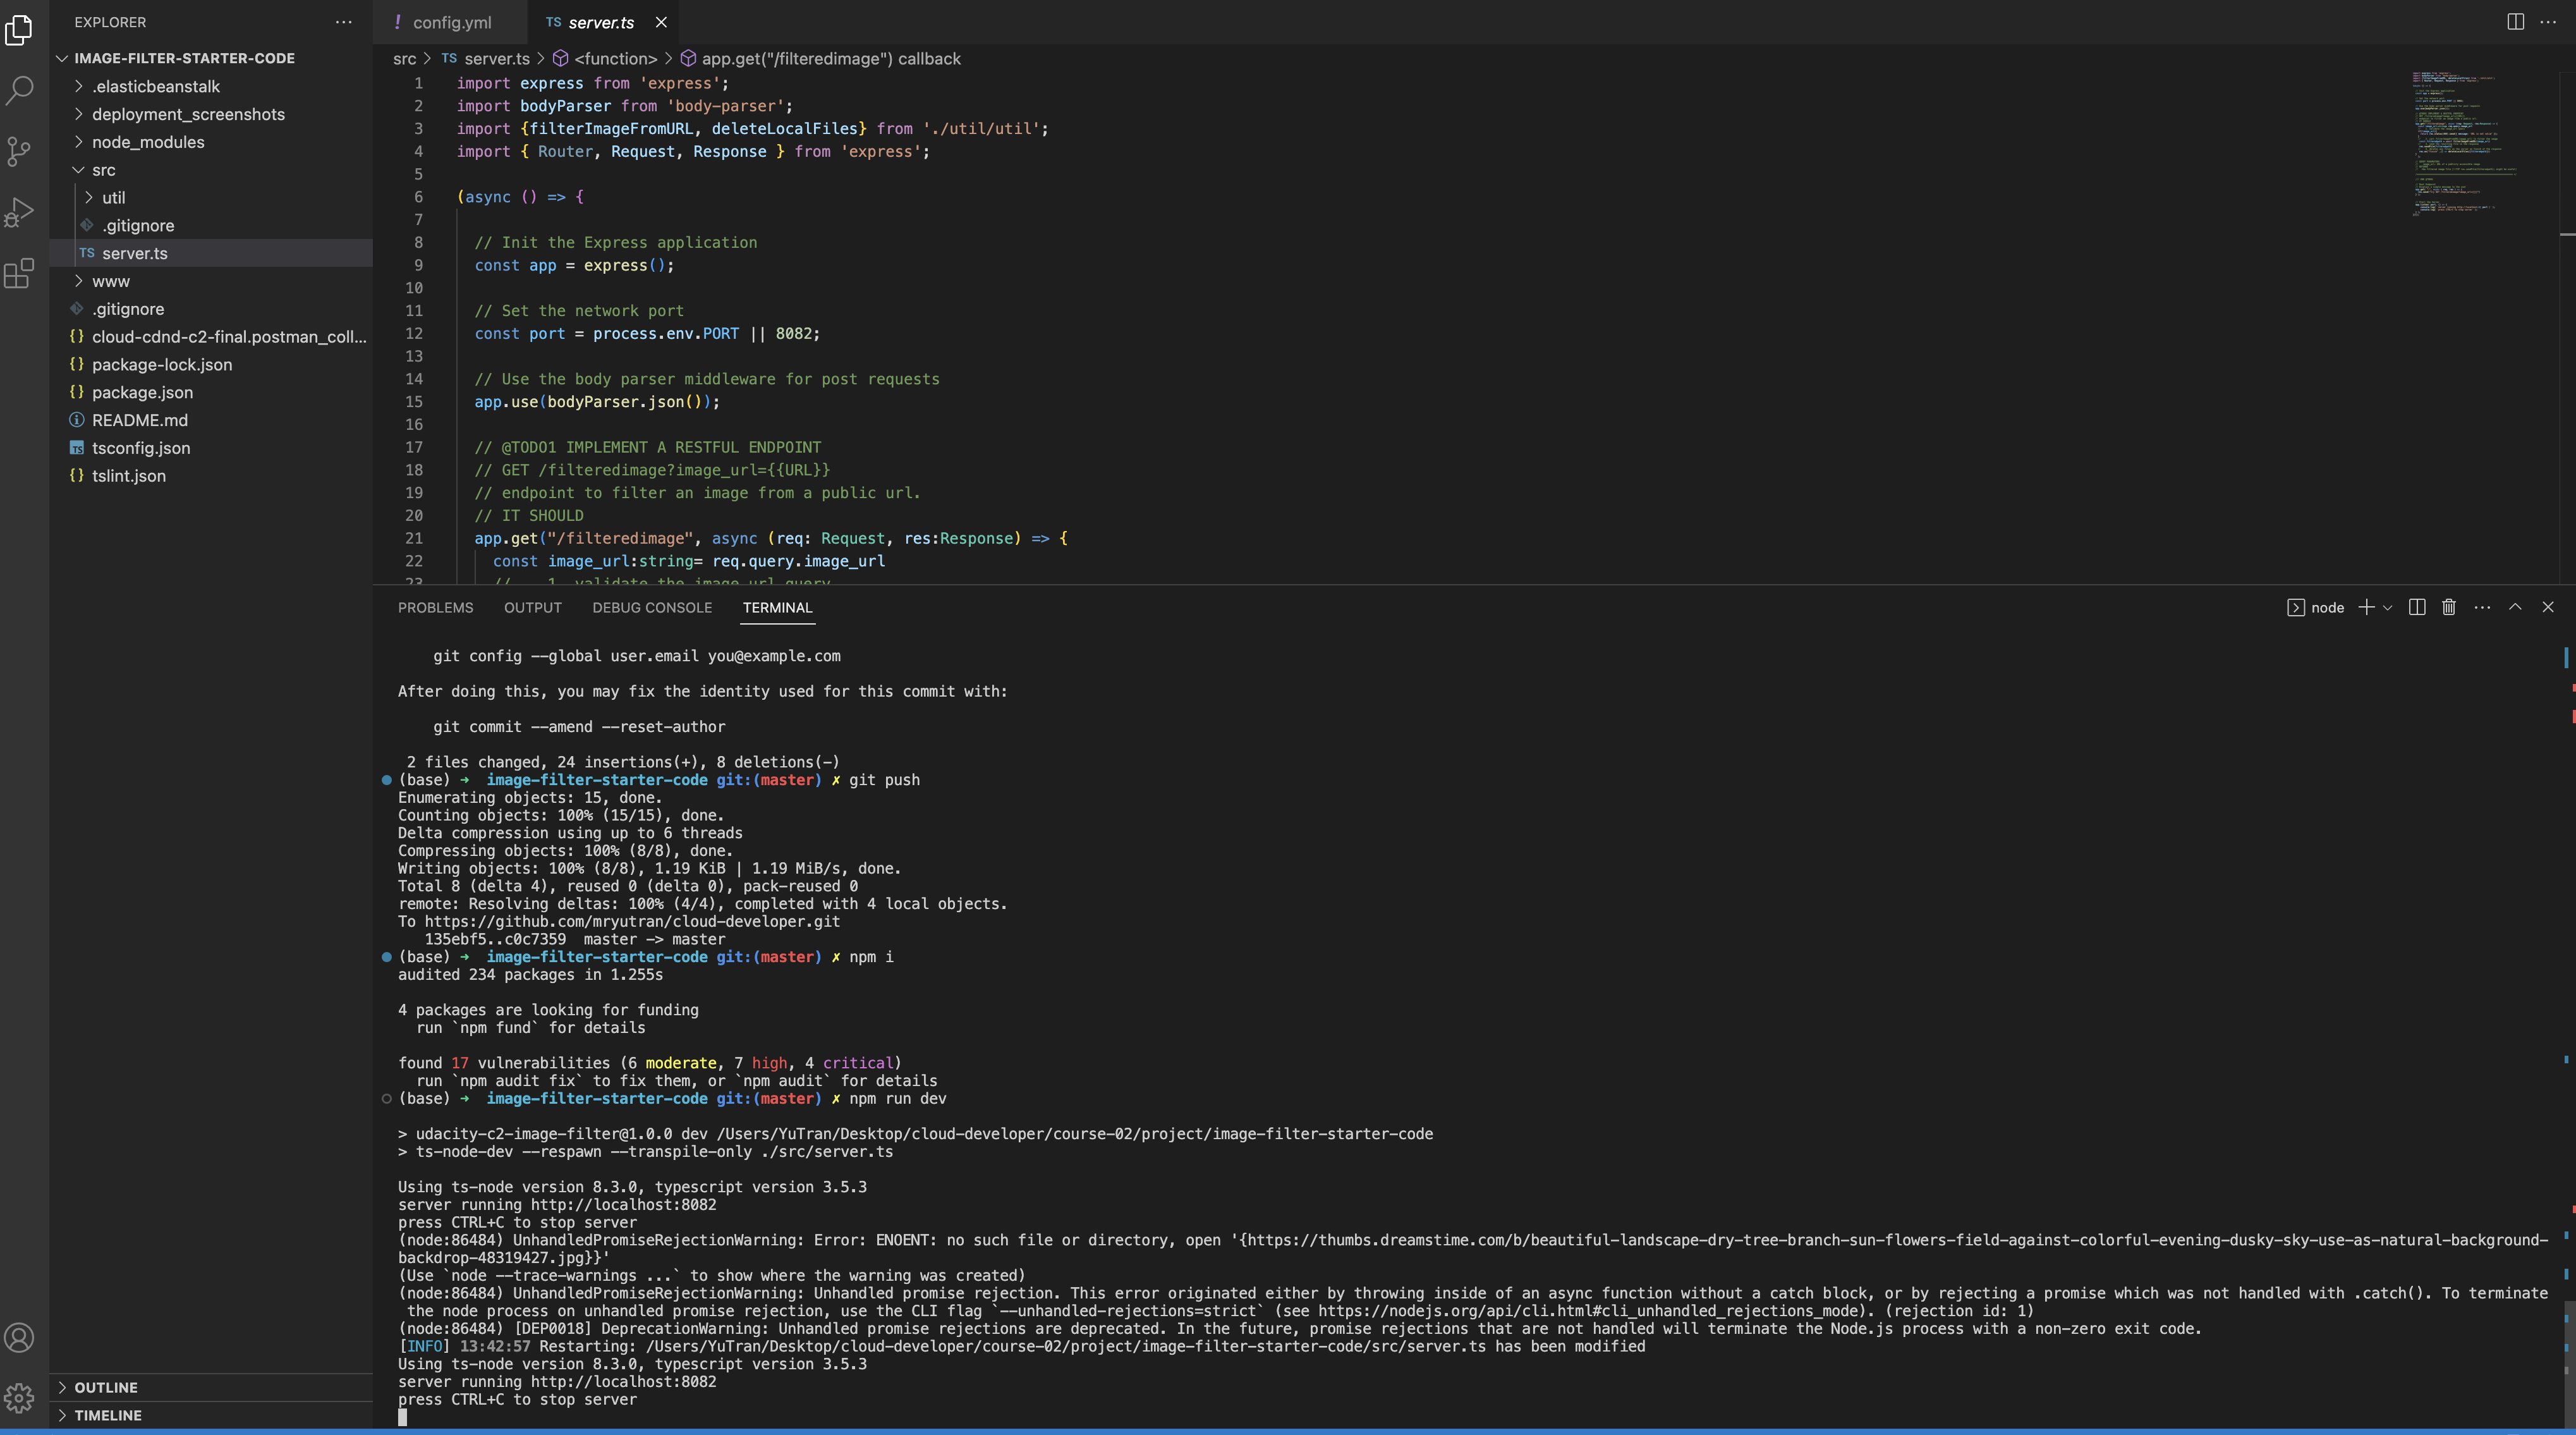 EXPLORER
IMAGE-FILTER-STARTER-CODE
.elasticbeanstalk
deployment_screenshots
node_modules
src
util
.gitignore
TS server.ts
www
.gitignore
{} cloud-cdnd-c2-final.postman_coll...
{} package-lock.json
{} package.json
README.md
TS tsconfig.json
{} tslint.json
OUTLINE
TIMELINE
! config.yml
TS server.ts
src > TS server.ts > <function> > app.get("/filteredimage") callback
1 import express from 'express';
2 import bodyParser from 'body-parser';
3 import {filterImageFromURL, deleteLocalFiles} from './util/util';
4 import { Router, Request, Response } from 'express';
5
6 (async () => {
7
8 // Init the Express application
9 const app = express();
10
11 // Set the network port
12 const port = process.env.PORT || 8082;
13
14 // Use the body parser middleware for post requests
15 app.use(bodyParser.json());
16
17 // @TODO1 IMPLEMENT A RESTFUL ENDPOINT
18 // GET /filteredimage?image_url={{URL}}
19 // endpoint to filter an image from a public url.
20 // IT SHOULD
21 app.get("/filteredimage", async (req: Request, res:Response) => {
22 const image_url:string= req.query.image_url
23 // 1. validate the image_url query
PROBLEMS OUTPUT DEBUG CONSOLE TERMINAL
node
git config --global user.email you@example.com
After doing this, you may fix the identity used for this commit with:
git commit --amend --reset-author
2 files changed, 24 insertions(+), 8 deletions(-)
(base) ➜ image-filter-starter-code git:(master) ✗ git push
Enumerating objects: 15, done.
Counting objects: 100% (15/15), done.
Delta compression using up to 6 threads
Compressing objects: 100% (8/8), done.
Writing objects: 100% (8/8), 1.19 KiB | 1.19 MiB/s, done.
Total 8 (delta 4), reused 0 (delta 0), pack-reused 0
remote: Resolving deltas: 100% (4/4), completed with 4 local objects.
To https://github.com/mryutran/cloud-developer.git
135ebf5..c0c7359 master -> master
(base) ➜ image-filter-starter-code git:(master) ✗ npm i
audited 234 packages in 1.255s
4 packages are looking for funding
run `npm fund` for details
found 17 vulnerabilities (6 moderate, 7 high, 4 critical)
run `npm audit fix` to fix them, or `npm audit` for details
(base) ➜ image-filter-starter-code git:(master) ✗ npm run dev
> udacity-c2-image-filter@1.0.0 dev /Users/YuTran/Desktop/cloud-developer/course-02/project/image-filter-starter-code
> ts-node-dev --respawn --transpile-only ./src/server.ts
Using ts-node version 8.3.0, typescript version 3.5.3
server running http://localhost:8082
press CTRL+C to stop server
(node:86484) UnhandledPromiseRejectionWarning: Error: ENOENT: no such file or directory, open '{https://thumbs.dreamstime.com/b/beautiful-landscape-dry-tree-branch-sun-flowers-field-against-colorful-evening-dusky-sky-use-as-natural-background-
backdrop-48319427.jpg}}'
(Use `node --trace-warnings ...` to show where the warning was created)
(node:86484) UnhandledPromiseRejectionWarning: Unhandled promise rejection. This error originated either by throwing inside of an async function without a catch block, or by rejecting a promise which was not handled with .catch(). To terminate
the node process on unhandled promise rejection, use the CLI flag `--unhandled-rejections=strict` (see https://nodejs.org/api/cli.html#cli_unhandled_rejections_mode). (rejection id: 1)
(node:86484) [DEP0018] DeprecationWarning: Unhandled promise rejections are deprecated. In the future, promise rejections that are not handled will terminate the Node.js process with a non-zero exit code.
[INFO] 13:42:57 Restarting: /Users/YuTran/Desktop/cloud-developer/course-02/project/image-filter-starter-code/src/server.ts has been modified
Using ts-node version 8.3.0, typescript version 3.5.3
server running http://localhost:8082
press CTRL+C to stop server